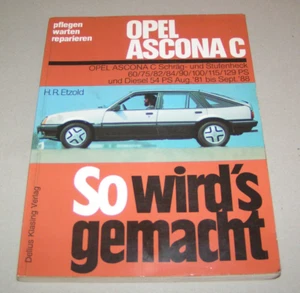 pflegen
warten
reparieren
OPEL
ASCONA C
OPEL ASCONA C Schräg- und Stufenheck
60/75/82/84/90/100/115/129 PS
und Diesel 54 PS Aug.'81 bis Sept.'88
H.R.Etzold
So wird's
gemacht
Delius Klasing Verlag